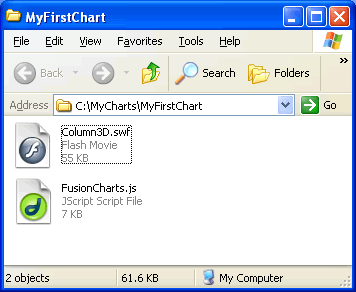 MyFirstChart
File Edit View Favorites Tools Help
Back Search Folders
Address C:\MyCharts\MyFirstChart Go
Column3D.swf
Flash Movie
55 KB
FusionCharts.js
JScript Script File
7 KB
2 objects 61.6 KB My Computer